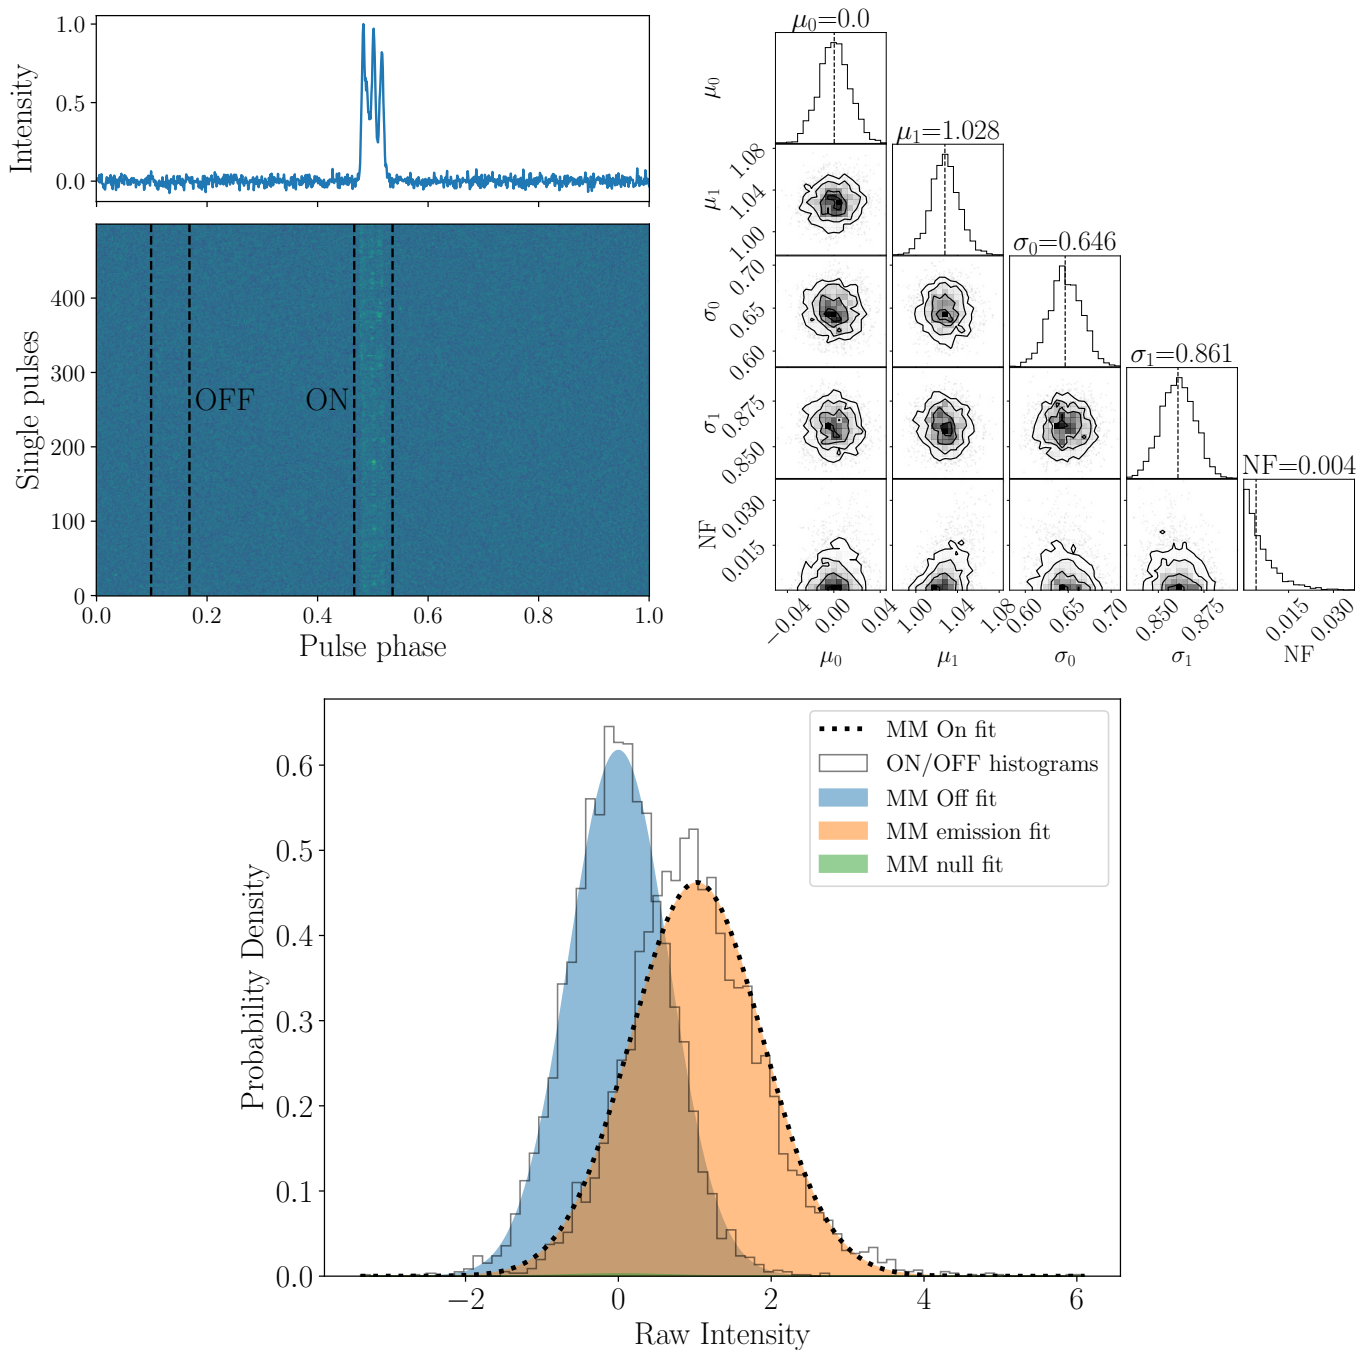 Intensity
1.0
0.5
0.0
Single pulses
400
300
200
100
0
OFF
ON
0.0 0.2 0.4 0.6 0.8 1.0
Pulse phase
μ₀=0.0
μ₀
μ₁=1.028
μ₁
1.08
1.04
1.00
σ₀=0.646
σ₀
0.70
0.65
0.60
σ₁=0.861
σ₁
0.875
0.850
NF=0.004
NF
0.030
0.015
−0.04 0.00 0.04 1.00 1.04 1.08 0.60 0.65 0.70 0.850 0.875 0.015 0.030
μ₀ μ₁ σ₀ σ₁ NF
MM On fit
ON/OFF histograms
MM Off fit
MM emission fit
MM null fit
Probability Density
0.6
0.5
0.4
0.3
0.2
0.1
0.0
−2 0 2 4 6
Raw Intensity